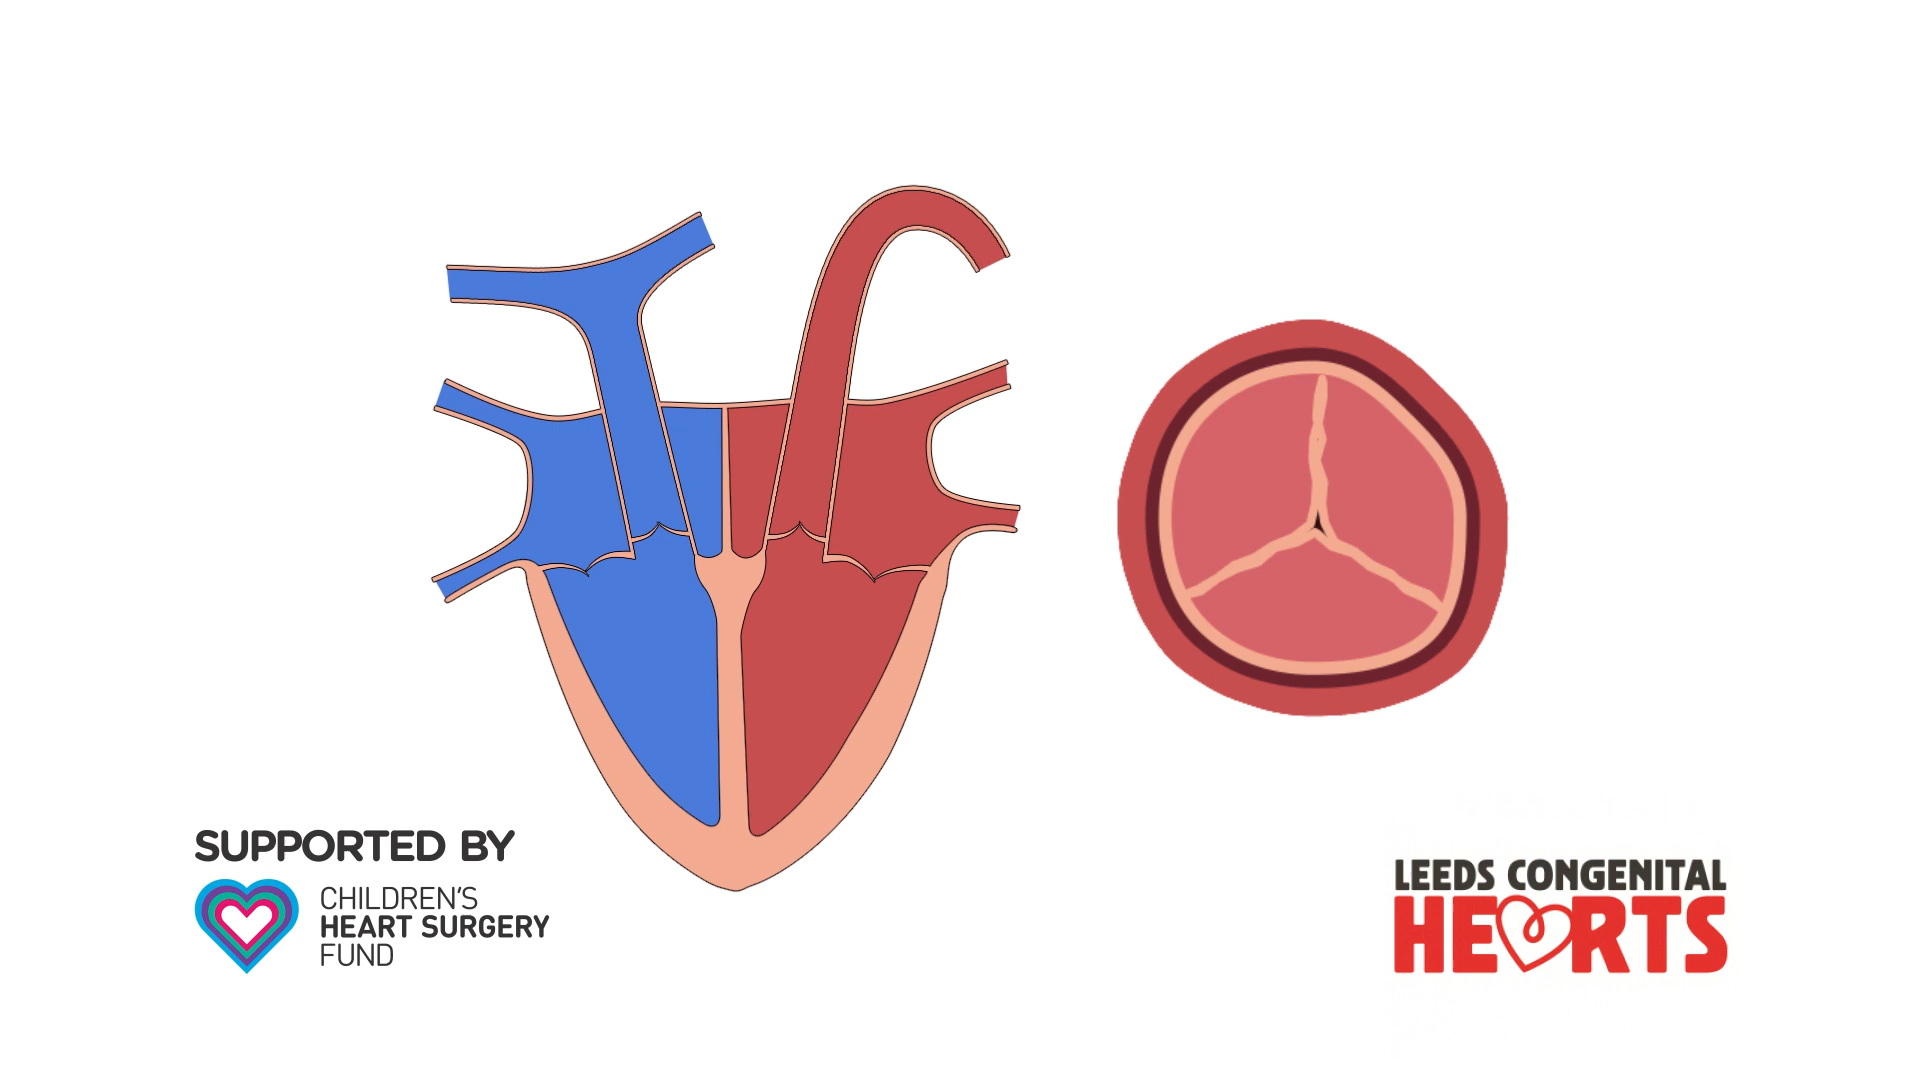 SUPPORTED BY
CHILDREN'S
HEART SURGERY
FUND
LEEDS CONGENITAL
HEARTS